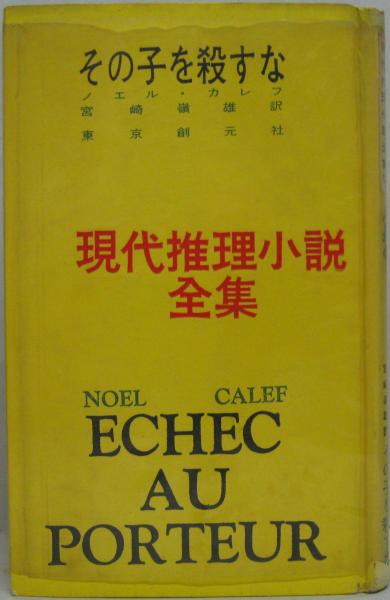 その子を殺すな
ノエル・カレフ
宮崎嶺雄訳
東京創元社
現代推理小説
全集
NOEL CALEF
ECHEC
AU
PORTEUR